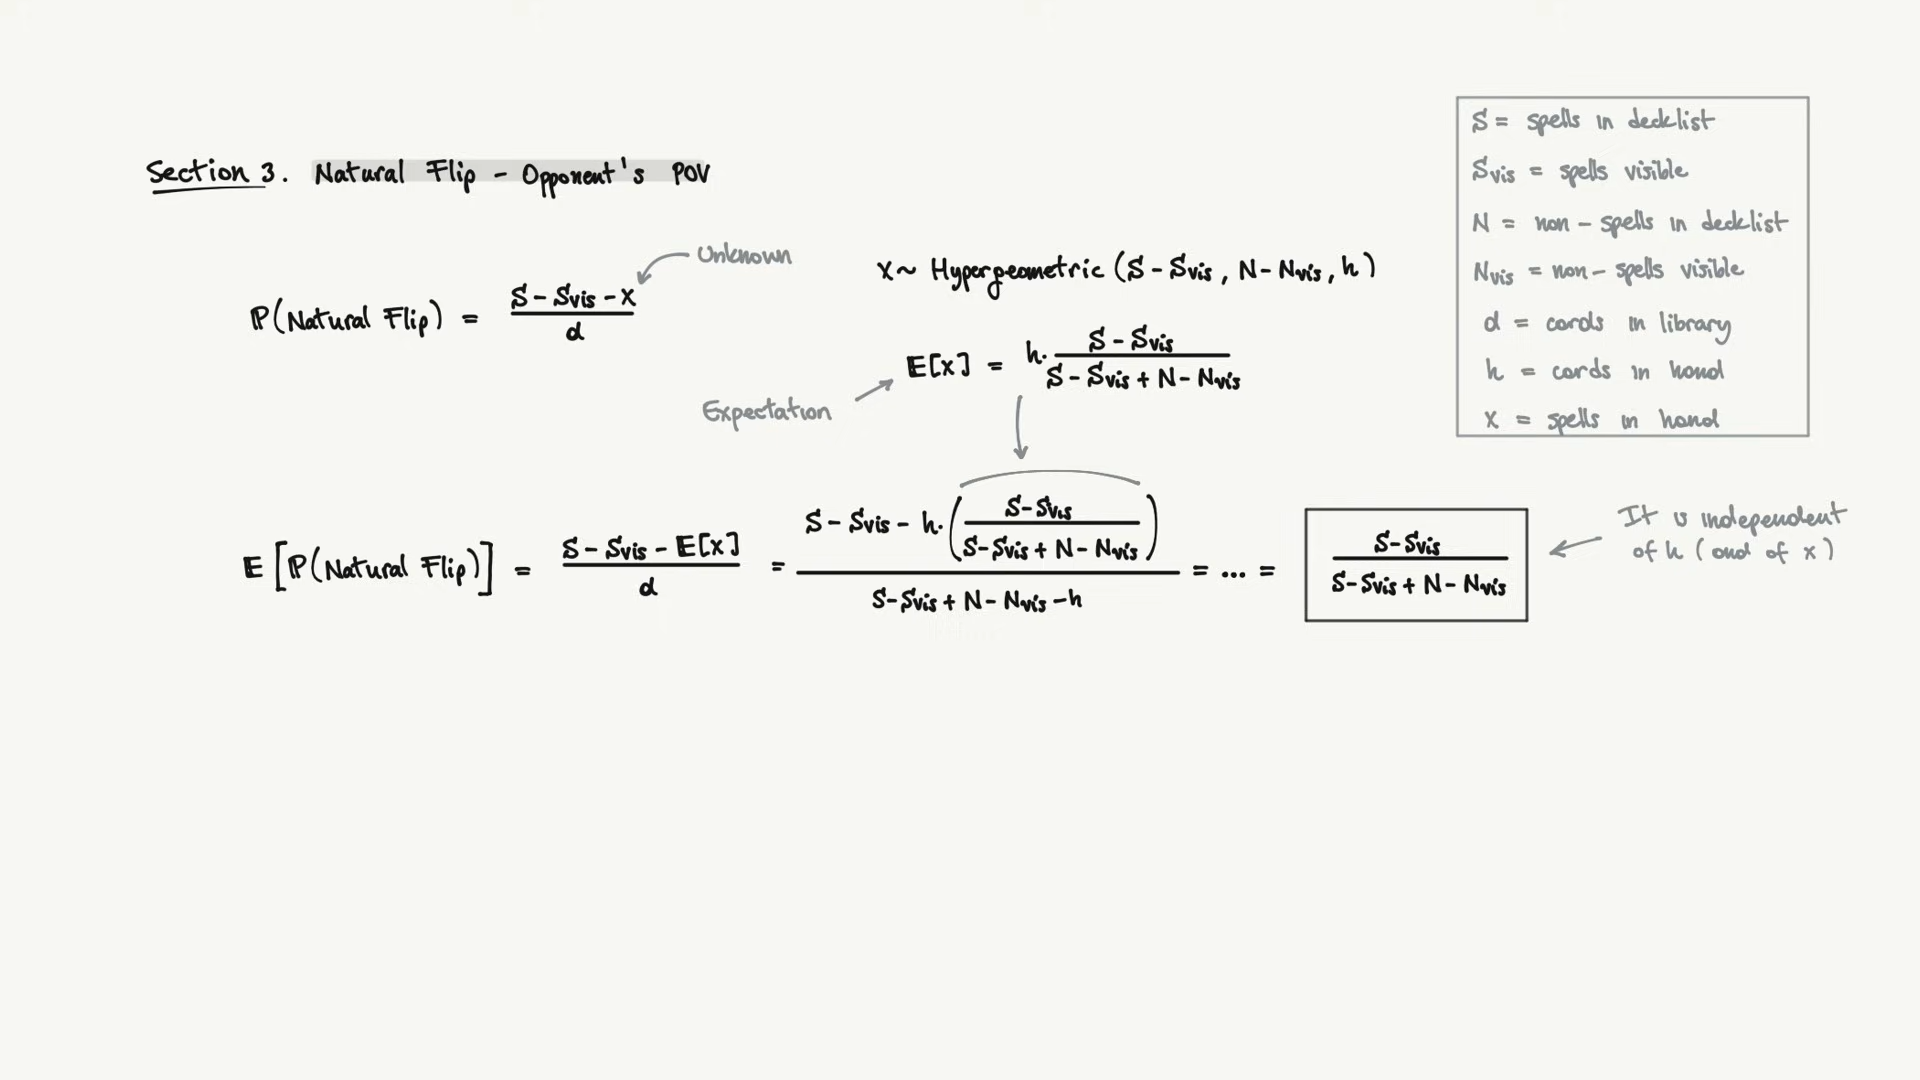 Section 3. Natural Flip - Opponent's POV
Unknown
P(Natural Flip) = (S - Svis - x) / d
x ~ Hypergeometric (S - Svis, N - Nvis, h)
E[x] = h · (S - Svis) / (S - Svis + N - Nvis)
Expectation
E[P(Natural Flip)] = (S - Svis - E[x]) / d = (S - Svis - h · ((S - Svis) / (S - Svis + N - Nvis))) / (S - Svis + N - Nvis - h) = ... = (S - Svis) / (S - Svis + N - Nvis)
It is independent
of h (and of x)
S = spells in decklist
Svis = spells visible
N = non - spells in decklist
Nvis = non - spells visible
d = cards in library
h = cards in hand
x = spells in hand